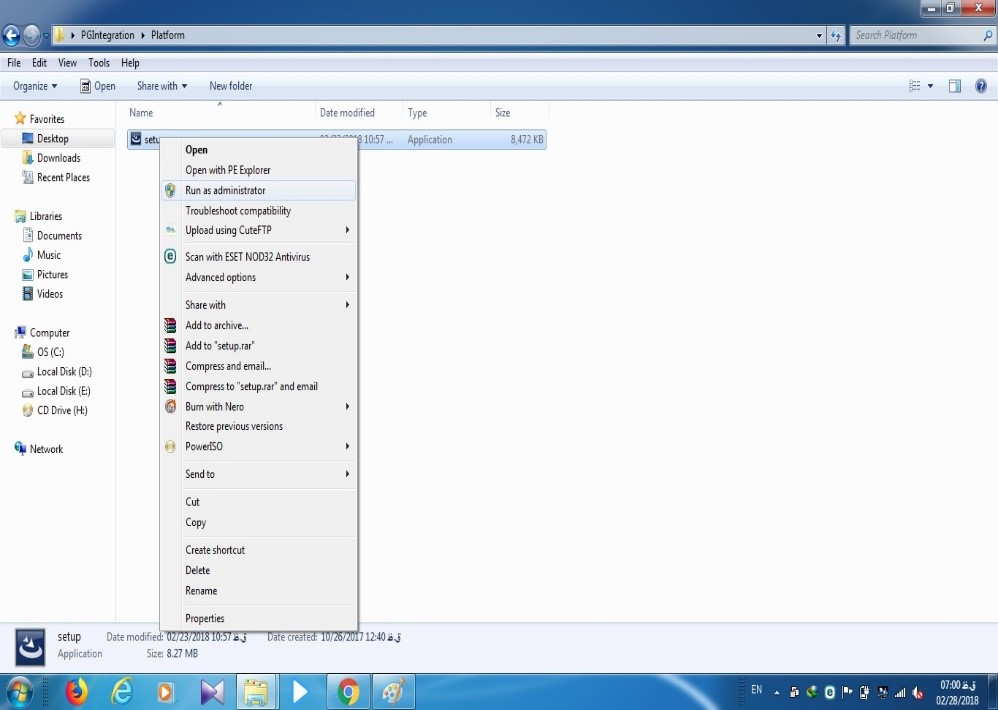 PGIntegration Platform Search Platform
File Edit View Tools Help
Organize Open Share with New folder
Name Date modified Type Size
Favorites
Desktop
Downloads
Recent Places
Libraries
Documents
Music
Pictures
Videos
Computer
OS (C:)
Local Disk (D:)
Local Disk (E:)
CD Drive (H:)
Network
setu 10:57 ... Application 8,472 KB
Open
Open with PE Explorer
Run as administrator
Troubleshoot compatibility
Upload using CuteFTP
Scan with ESET NOD32 Antivirus
Advanced options
Share with
Add to archive...
Add to "setup.rar"
Compress and email...
Compress to "setup.rar" and email
Burn with Nero
Restore previous versions
PowerISO
Send to
Cut
Copy
Create shortcut
Delete
Rename
Properties
setup Date modified: 02/23/2018 10:57 ق.ظ Date created: 10/26/2017 12:40 ق.ظ
Application Size: 8.27 MB
EN 07:00 ق.ظ
02/28/2018